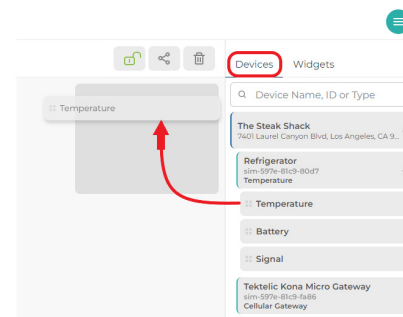 Devices Widgets
Device Name, ID or Type
Temperature
The Steak Shack
7401 Laurel Canyon Blvd, Los Angeles, CA 9...
Refrigerator
sim-597e-81c9-80d7
Temperature
Temperature
Battery
Signal
Tektelic Kona Micro Gateway
sim-597e-81c9-fa86
Cellular Gateway